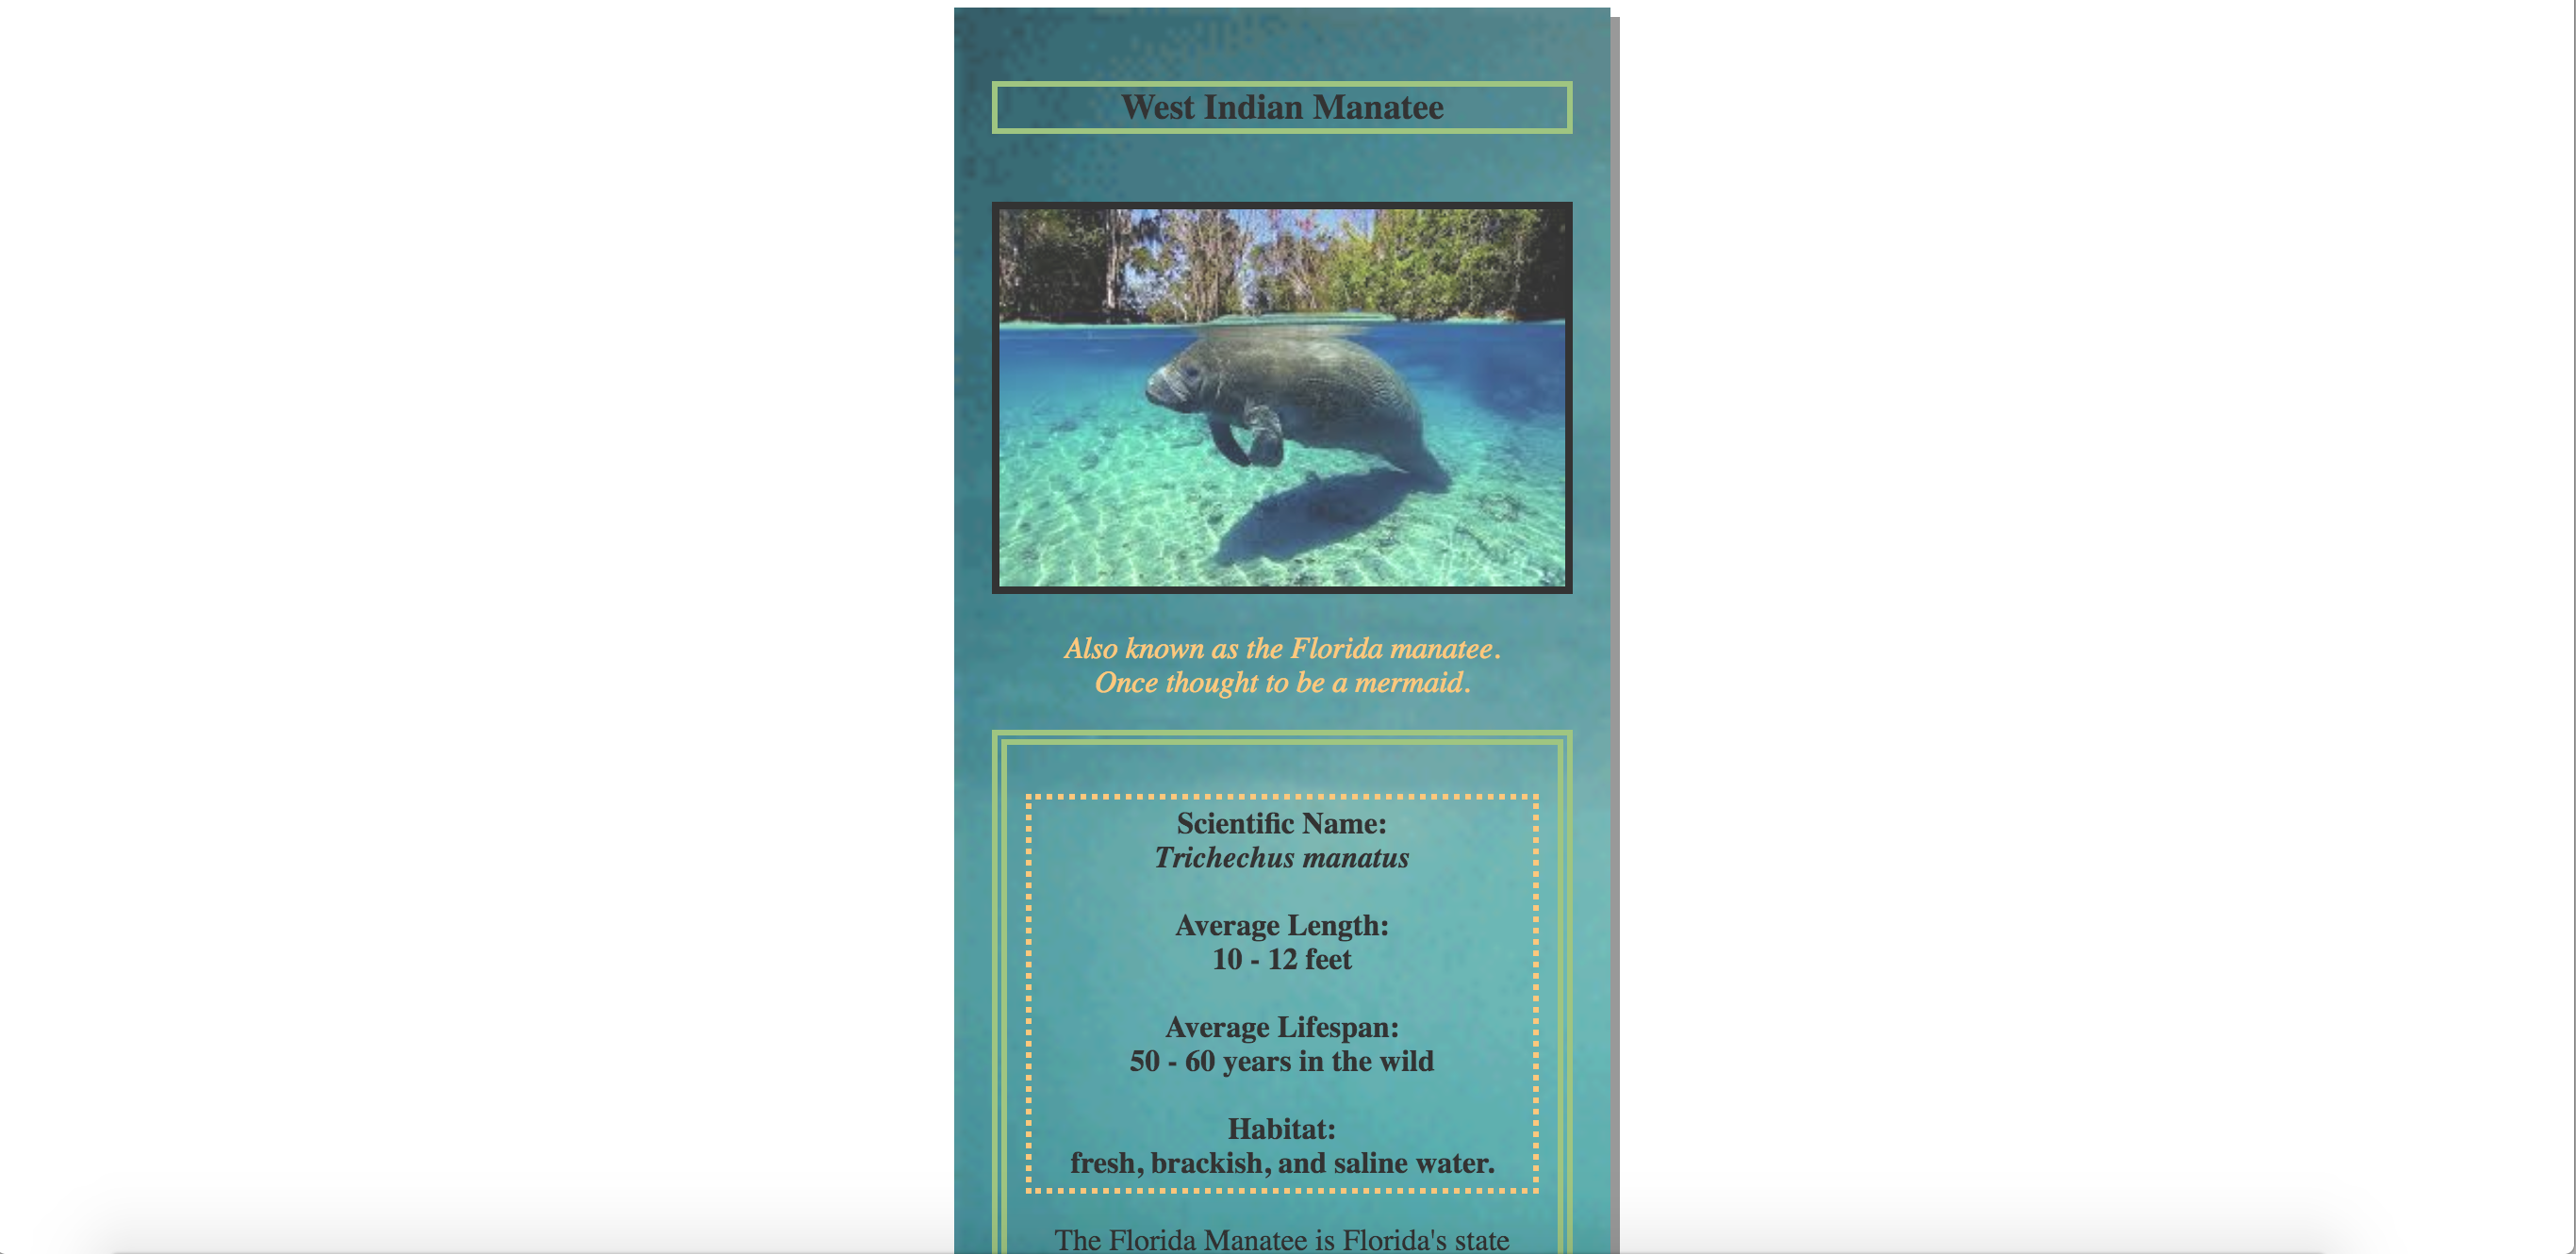 West Indian Manatee
Also known as the Florida manatee.
Once thought to be a mermaid.
Scientific Name:
Trichechus manatus
Average Length:
10 - 12 feet
Average Lifespan:
50 - 60 years in the wild
Habitat:
fresh, brackish, and saline water.
The Florida Manatee is Florida's state